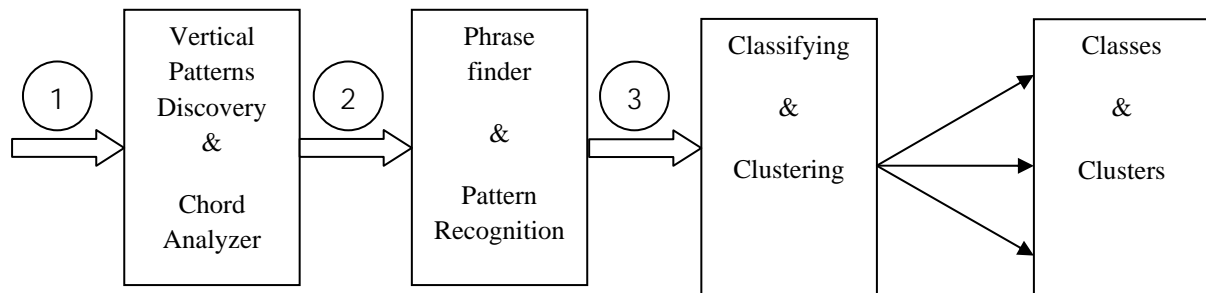 1
Vertical
Patterns
Discovery
&
Chord
Analyzer
2
Phrase
finder
&
Pattern
Recognition
3
Classifying
&
Clustering
Classes
&
Clusters